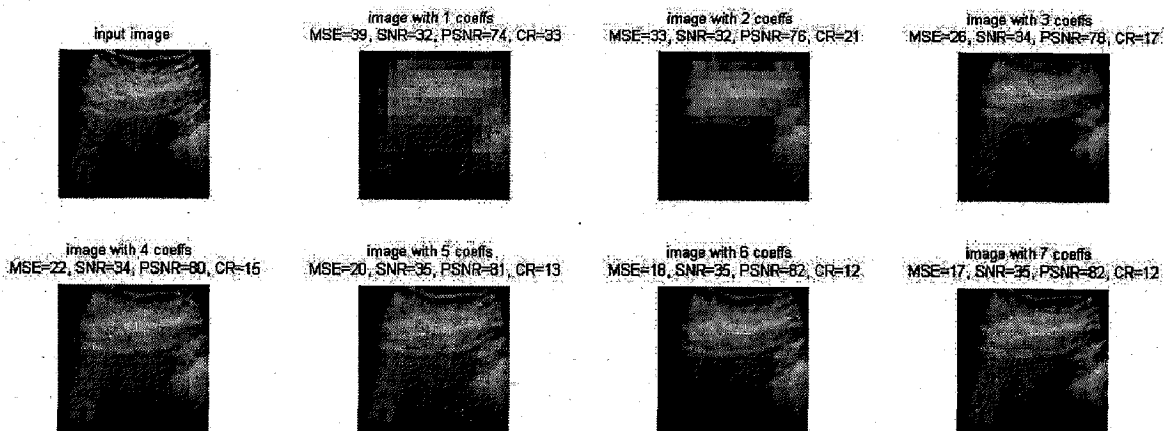 input image
image with 1 coeffs
MSE=39, SNR=32, PSNR=74, CR=33
image with 2 coeffs
MSE=33, SNR=32, PSNR=76, CR=21
image with 3 coeffs
MSE=26, SNR=34, PSNR=78, CR=17
image with 4 coeffs
MSE=22, SNR=34, PSNR=80, CR=15
image with 5 coeffs
MSE=20, SNR=35, PSNR=81, CR=13
image with 6 coeffs
MSE=18, SNR=35, PSNR=82, CR=12
image with 7 coeffs
MSE=17, SNR=35, PSNR=82, CR=12